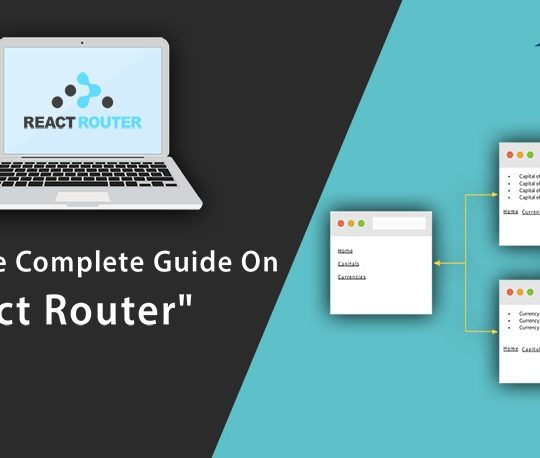 REACT ROUTER
e Complete Guide On
ct Router"
Home
Capitals
Currencies
Capital of
Capital of
Capital of
Capital of
Home Currenc
Currency
Currency
Currency
Home Capital